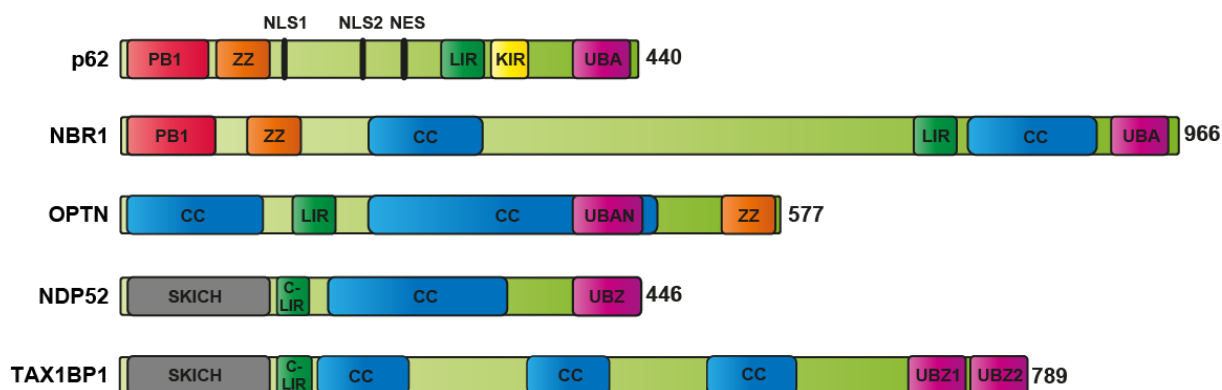 NLS1 NLS2 NES
p62 PB1 ZZ LIR KIR UBA 440
NBR1 PB1 ZZ CC LIR CC UBA 966
OPTN CC LIR CC UBAN ZZ 577
NDP52 SKICH C-
LIR CC UBZ 446
TAX1BP1 SKICH C-
LIR CC CC CC UBZ1 UBZ2 789